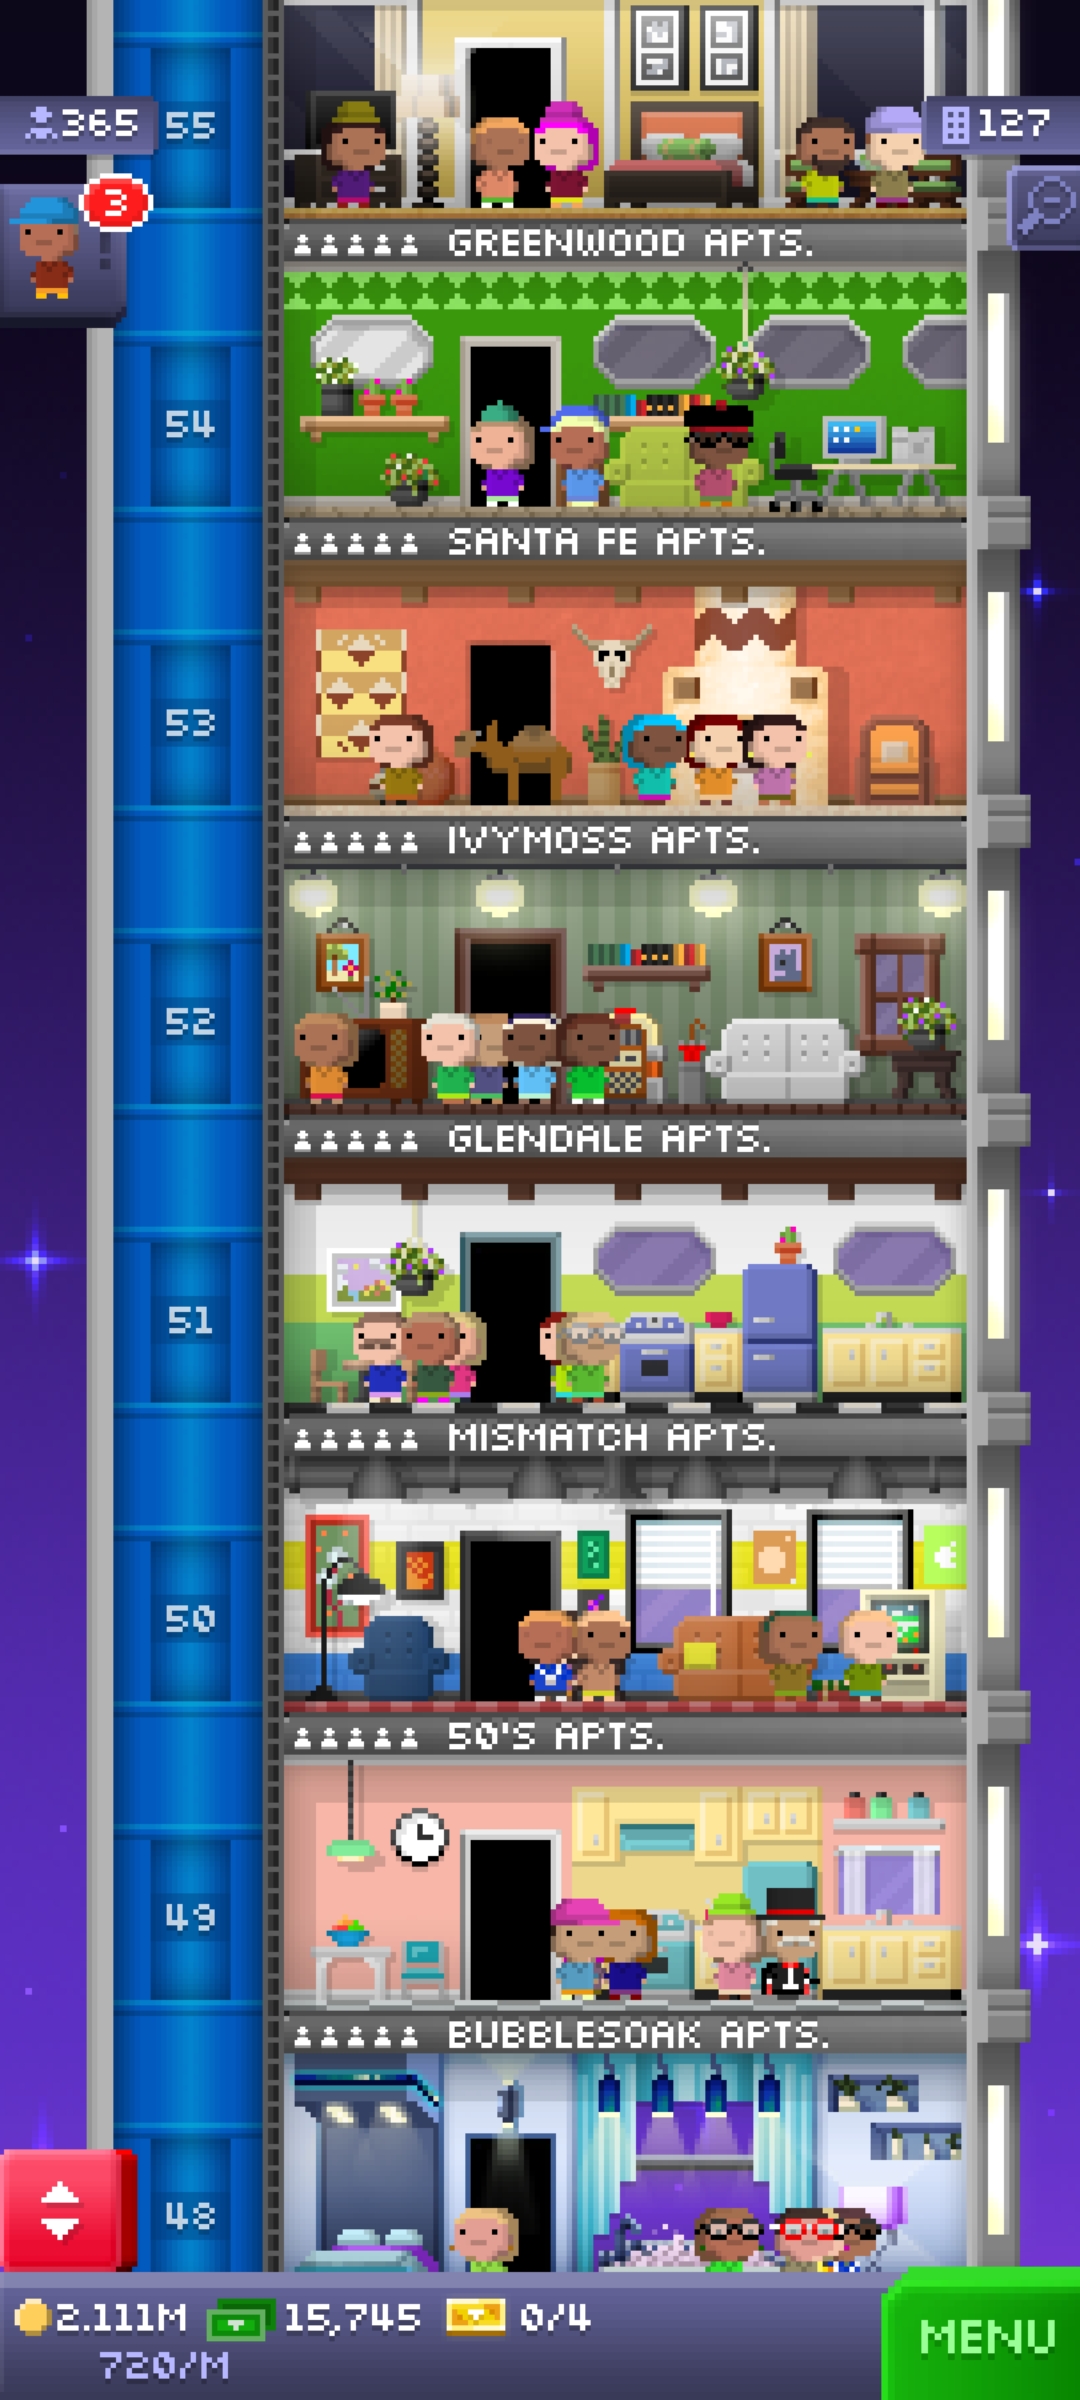 365
55
127
3
GREENWOOD APTS.
54
SANTA FE APTS.
53
IVYMOSS APTS.
52
GLENDALE APTS.
51
MISMATCH APTS.
50
50'S APTS.
49
BUBBLESOAK APTS.
48
2.111M 15,745 0/4
720/M
MENU